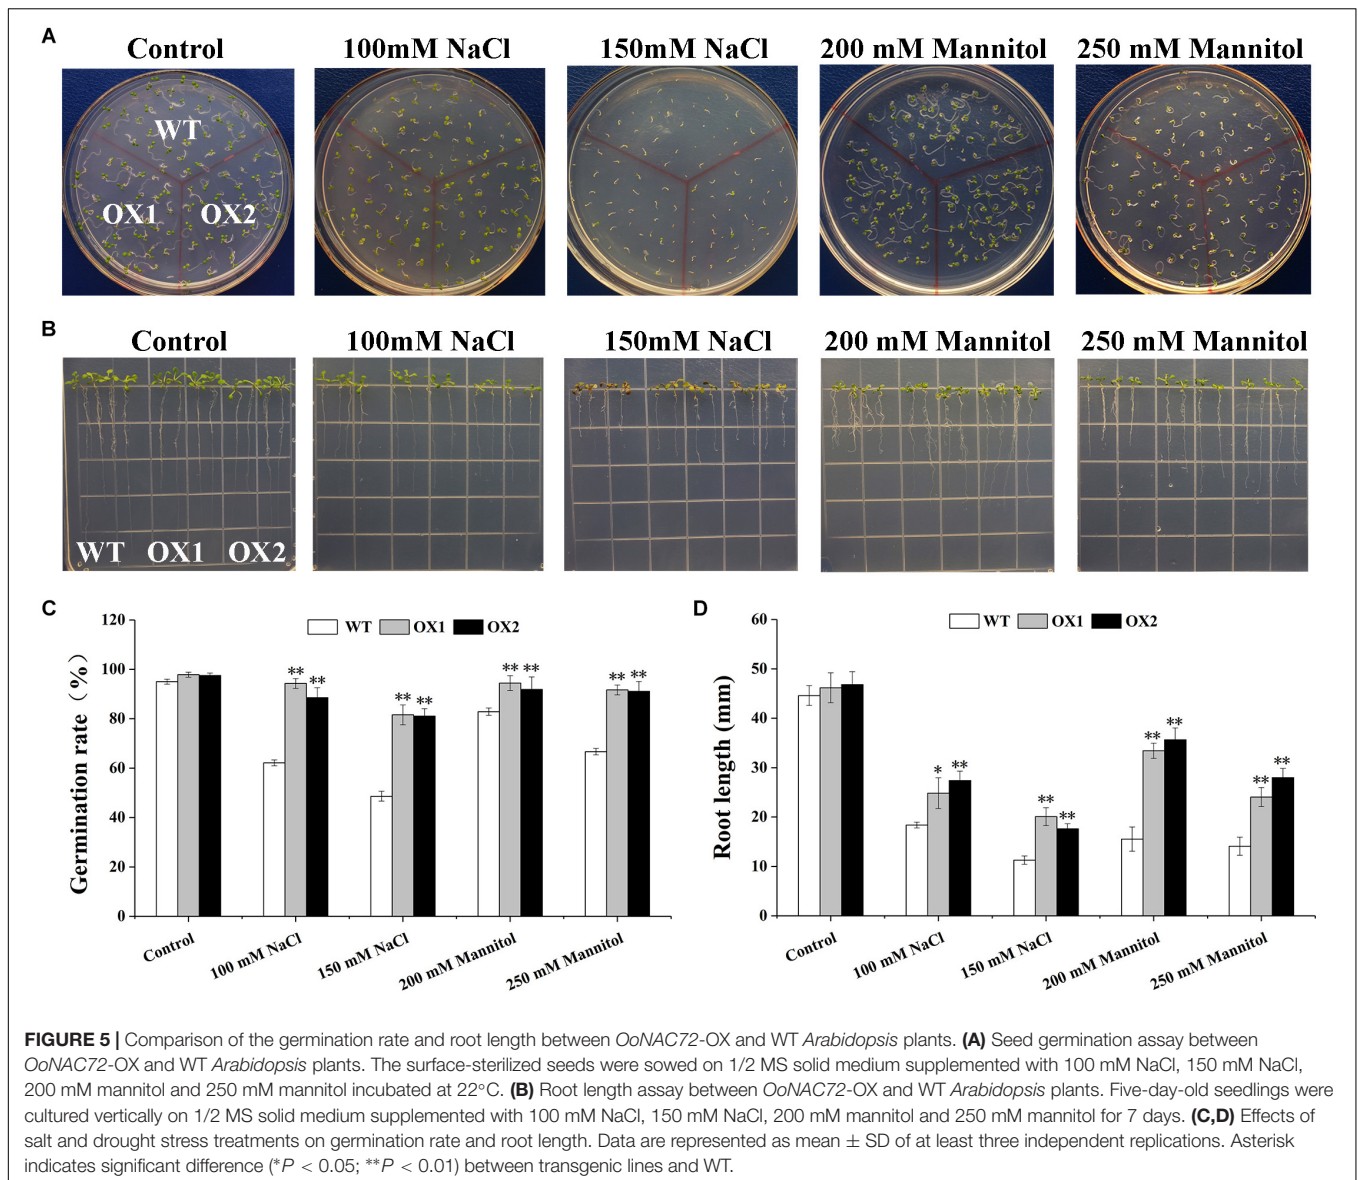 A
Control
100mM NaCl
150mM NaCl
200 mM Mannitol
250 mM Mannitol
WT
OX1
OX2
B
Control
100mM NaCl
150mM NaCl
200 mM Mannitol
250 mM Mannitol
WT
OX1
OX2
C
Germination rate (%)
120
100
80
60
40
20
0
WT
OX1
OX2
**
**
**
**
**
**
**
**
Control
100 mM NaCl
150 mM NaCl
200 mM Mannitol
250 mM Mannitol
D
Root length (mm)
60
50
40
30
20
10
0
WT
OX1
OX2
*
**
**
**
**
**
**
**
Control
100 mM NaCl
150 mM NaCl
200 mM Mannitol
250 mM Mannitol
FIGURE 5 | Comparison of the germination rate and root length between OoNAC72-OX and WT Arabidopsis plants. (A) Seed germination assay between
OoNAC72-OX and WT Arabidopsis plants. The surface-sterilized seeds were sowed on 1/2 MS solid medium supplemented with 100 mM NaCl, 150 mM NaCl,
200 mM mannitol and 250 mM mannitol incubated at 22°C. (B) Root length assay between OoNAC72-OX and WT Arabidopsis plants. Five-day-old seedlings were
cultured vertically on 1/2 MS solid medium supplemented with 100 mM NaCl, 150 mM NaCl, 200 mM mannitol and 250 mM mannitol for 7 days. (C,D) Effects of
salt and drought stress treatments on germination rate and root length. Data are represented as mean ± SD of at least three independent replications. Asterisk
indicates significant difference (*P < 0.05; **P < 0.01) between transgenic lines and WT.